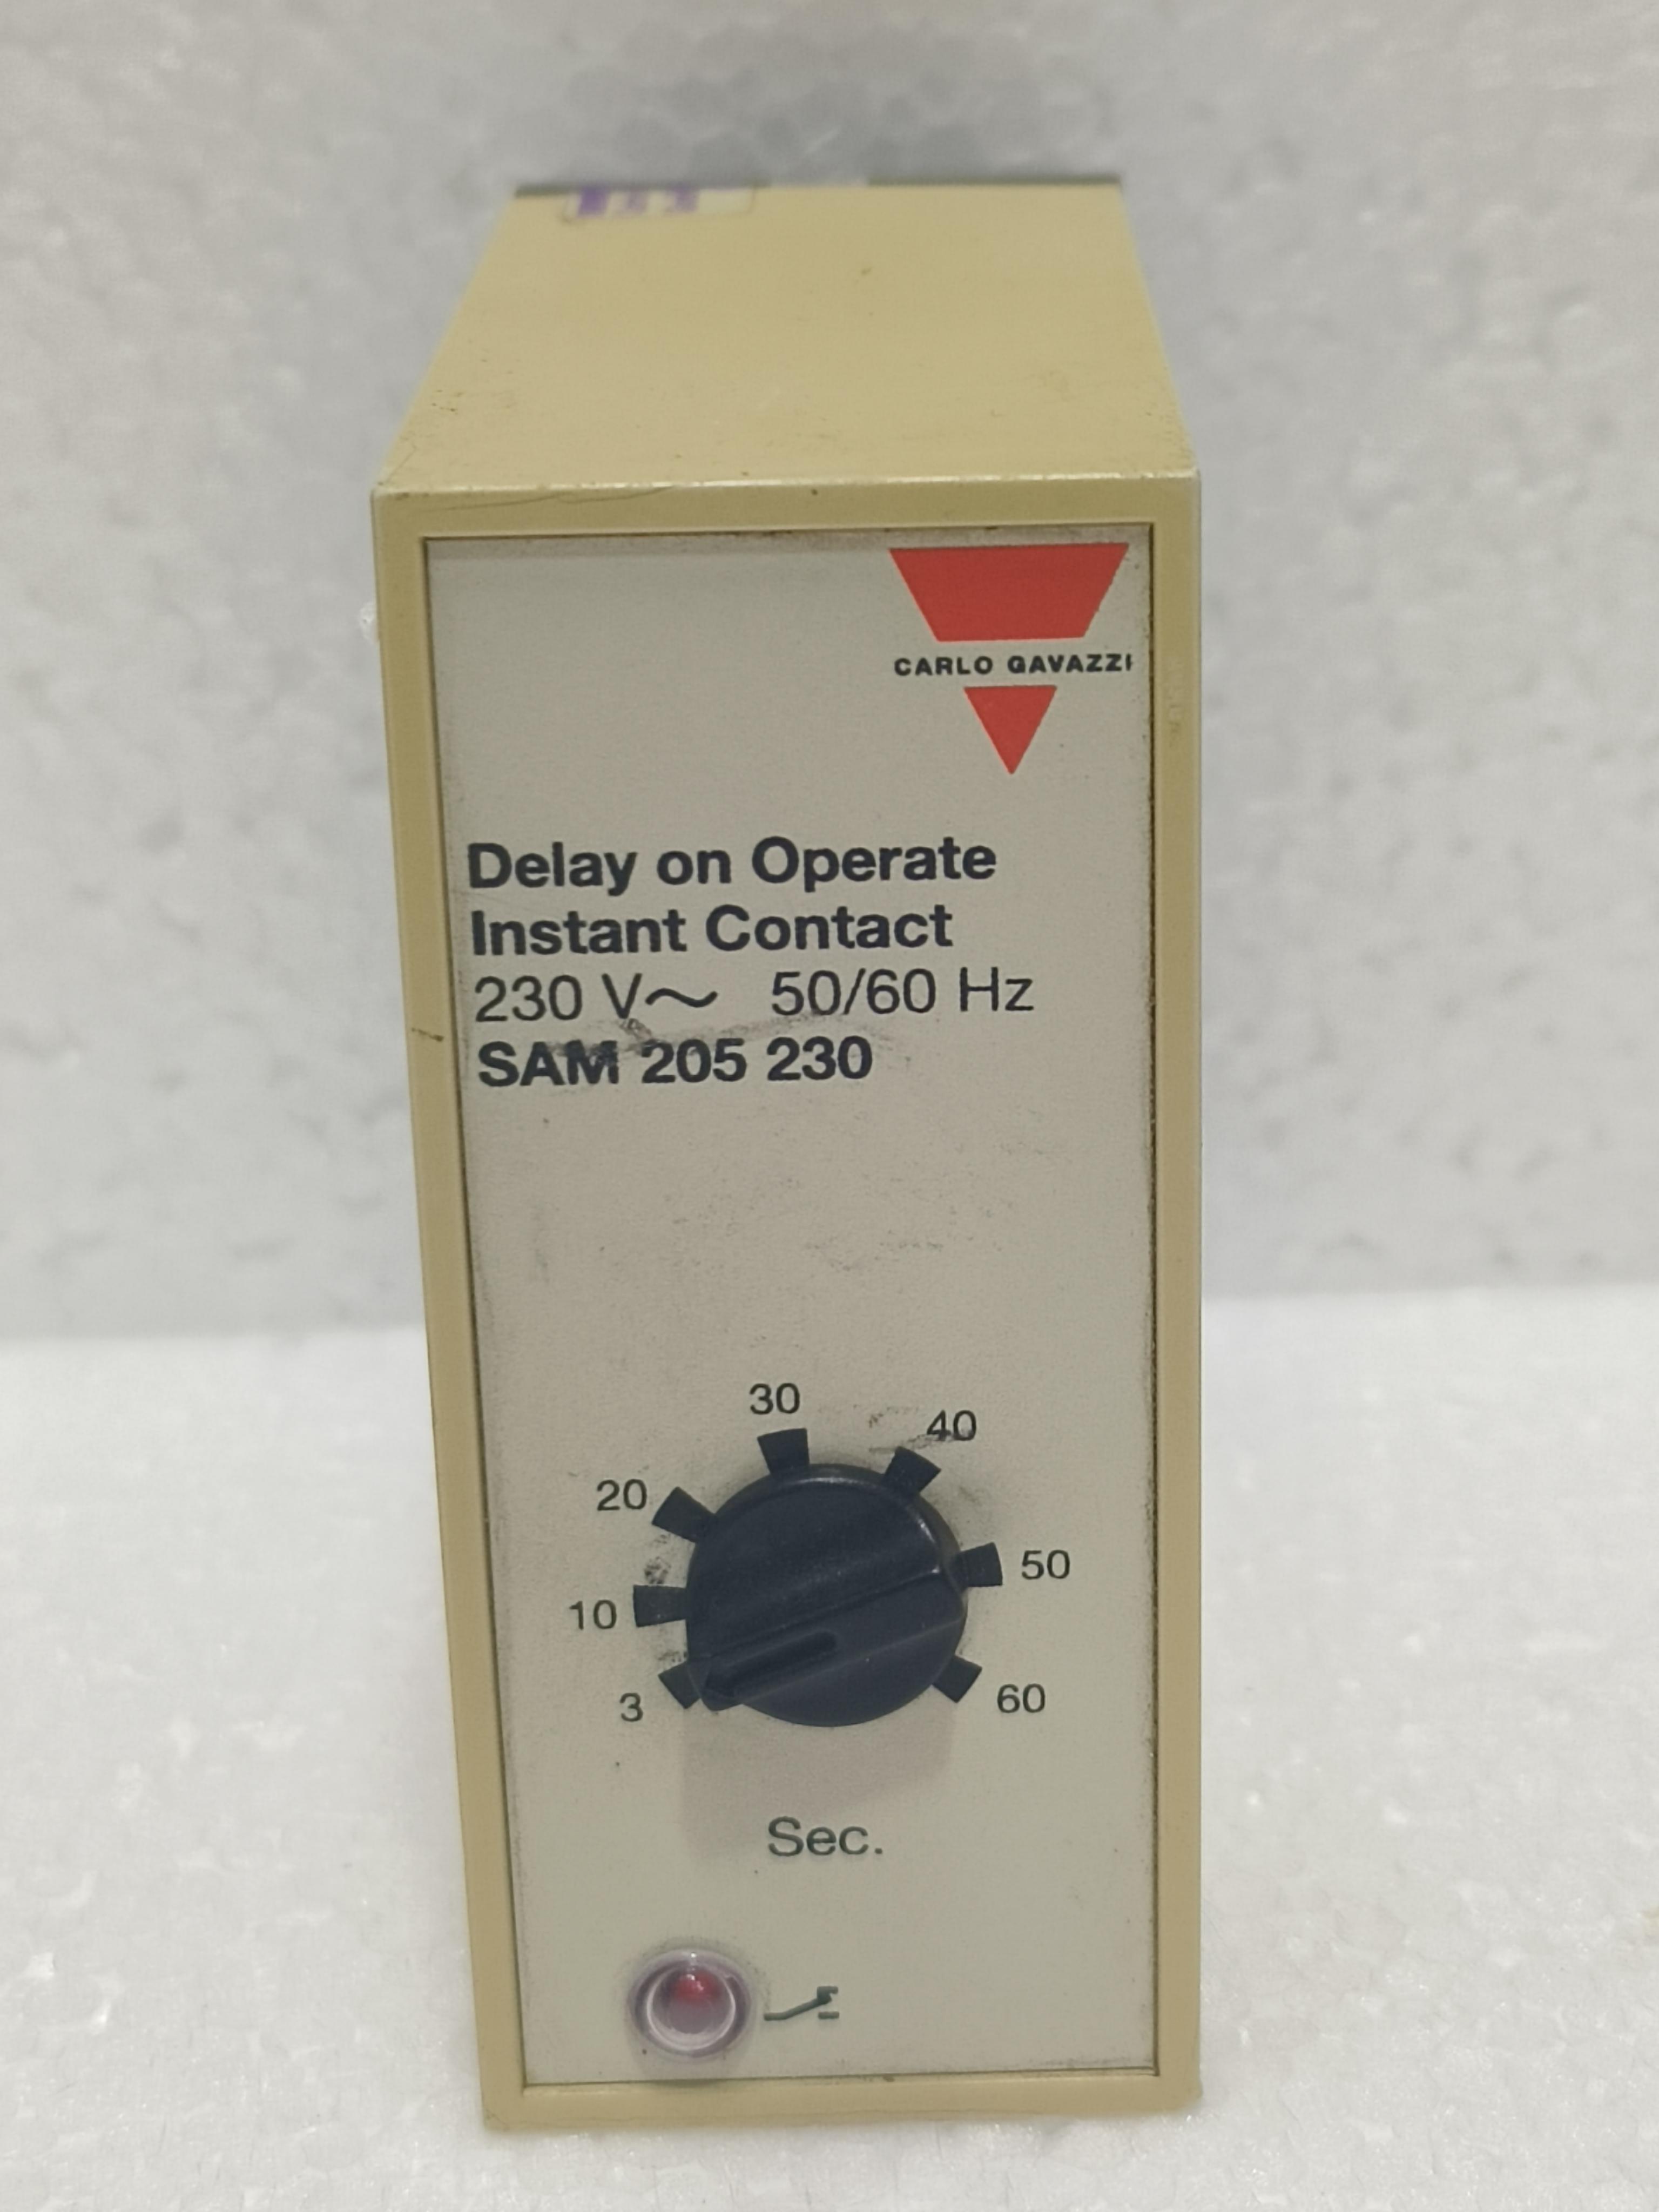 CARLO GAVAZZI
Delay on Operate
Instant Contact
230 V~ 50/60 Hz
SAM 205 230
30
40
20
50
10
3
60
Sec.